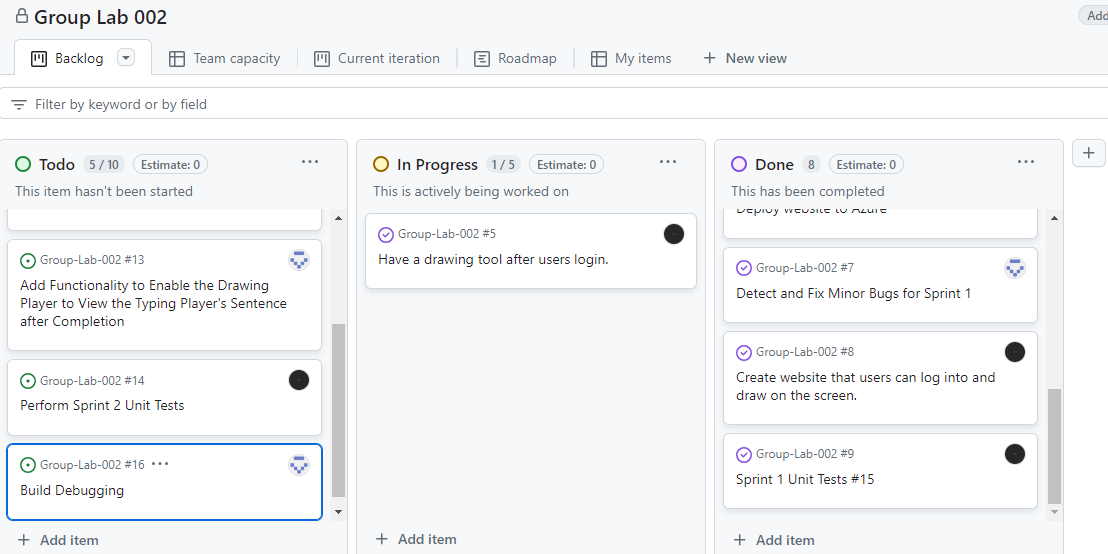 Group Lab 002
Add
Backlog
Team capacity
Current iteration
Roadmap
My items
New view
Filter by keyword or by field
Todo 5 / 10 Estimate: 0
This item hasn't been started
Group-Lab-002 #13
Add Functionality to Enable the Drawing
Player to View the Typing Player's Sentence
after Completion
Group-Lab-002 #14
Perform Sprint 2 Unit Tests
Group-Lab-002 #16
Build Debugging
Add item
In Progress 1 / 5 Estimate: 0
This is actively being worked on
Group-Lab-002 #5
Have a drawing tool after users login.
Add item
Done 8 Estimate: 0
This has been completed
Deploy website to Azure
Group-Lab-002 #7
Detect and Fix Minor Bugs for Sprint 1
Group-Lab-002 #8
Create website that users can log into and
draw on the screen.
Group-Lab-002 #9
Sprint 1 Unit Tests #15
Add item